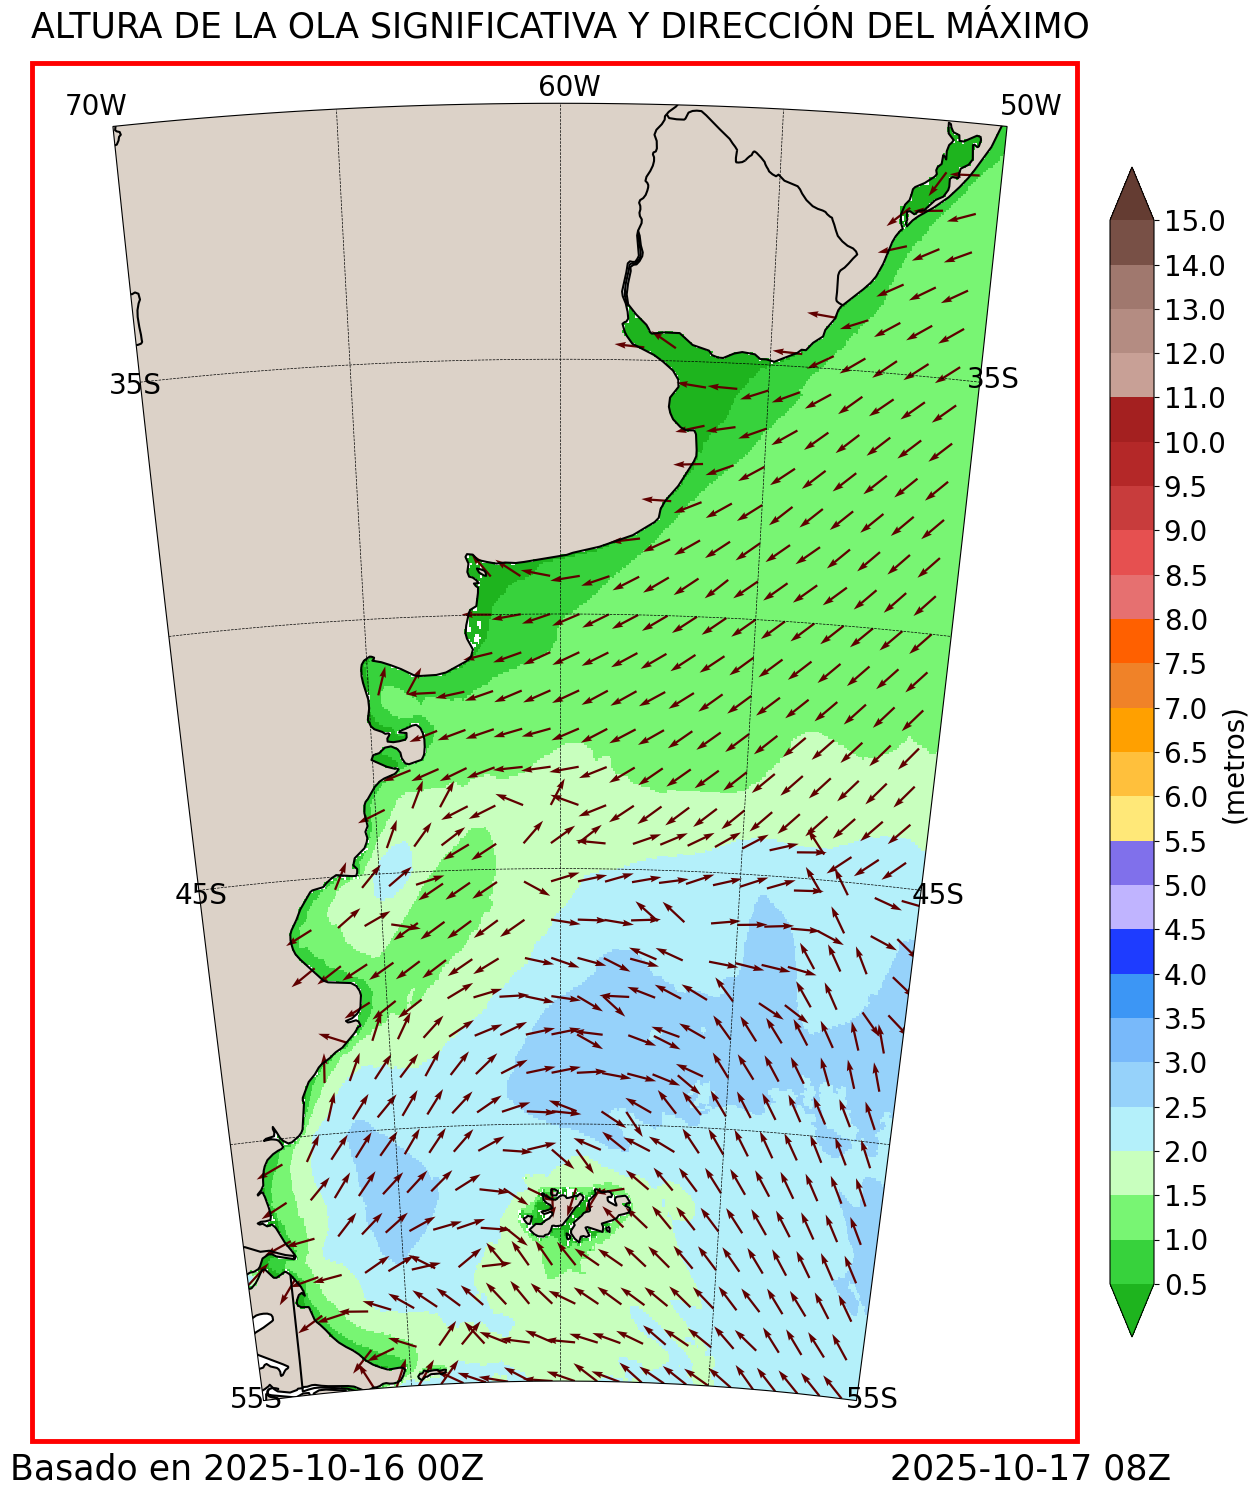 ALTURA DE LA OLA SIGNIFICATIVA Y DIRECCIÓN DEL MÁXIMO
70W
60W
50W
35S
35S
45S
45S
55S
55S
15.0
14.0
13.0
12.0
11.0
10.0
9.5
9.0
8.5
8.0
7.5
7.0
6.5
6.0
5.5
5.0
4.5
4.0
3.5
3.0
2.5
2.0
1.5
1.0
0.5
(metros)
Basado en 2025-10-16 00Z
2025-10-17 08Z